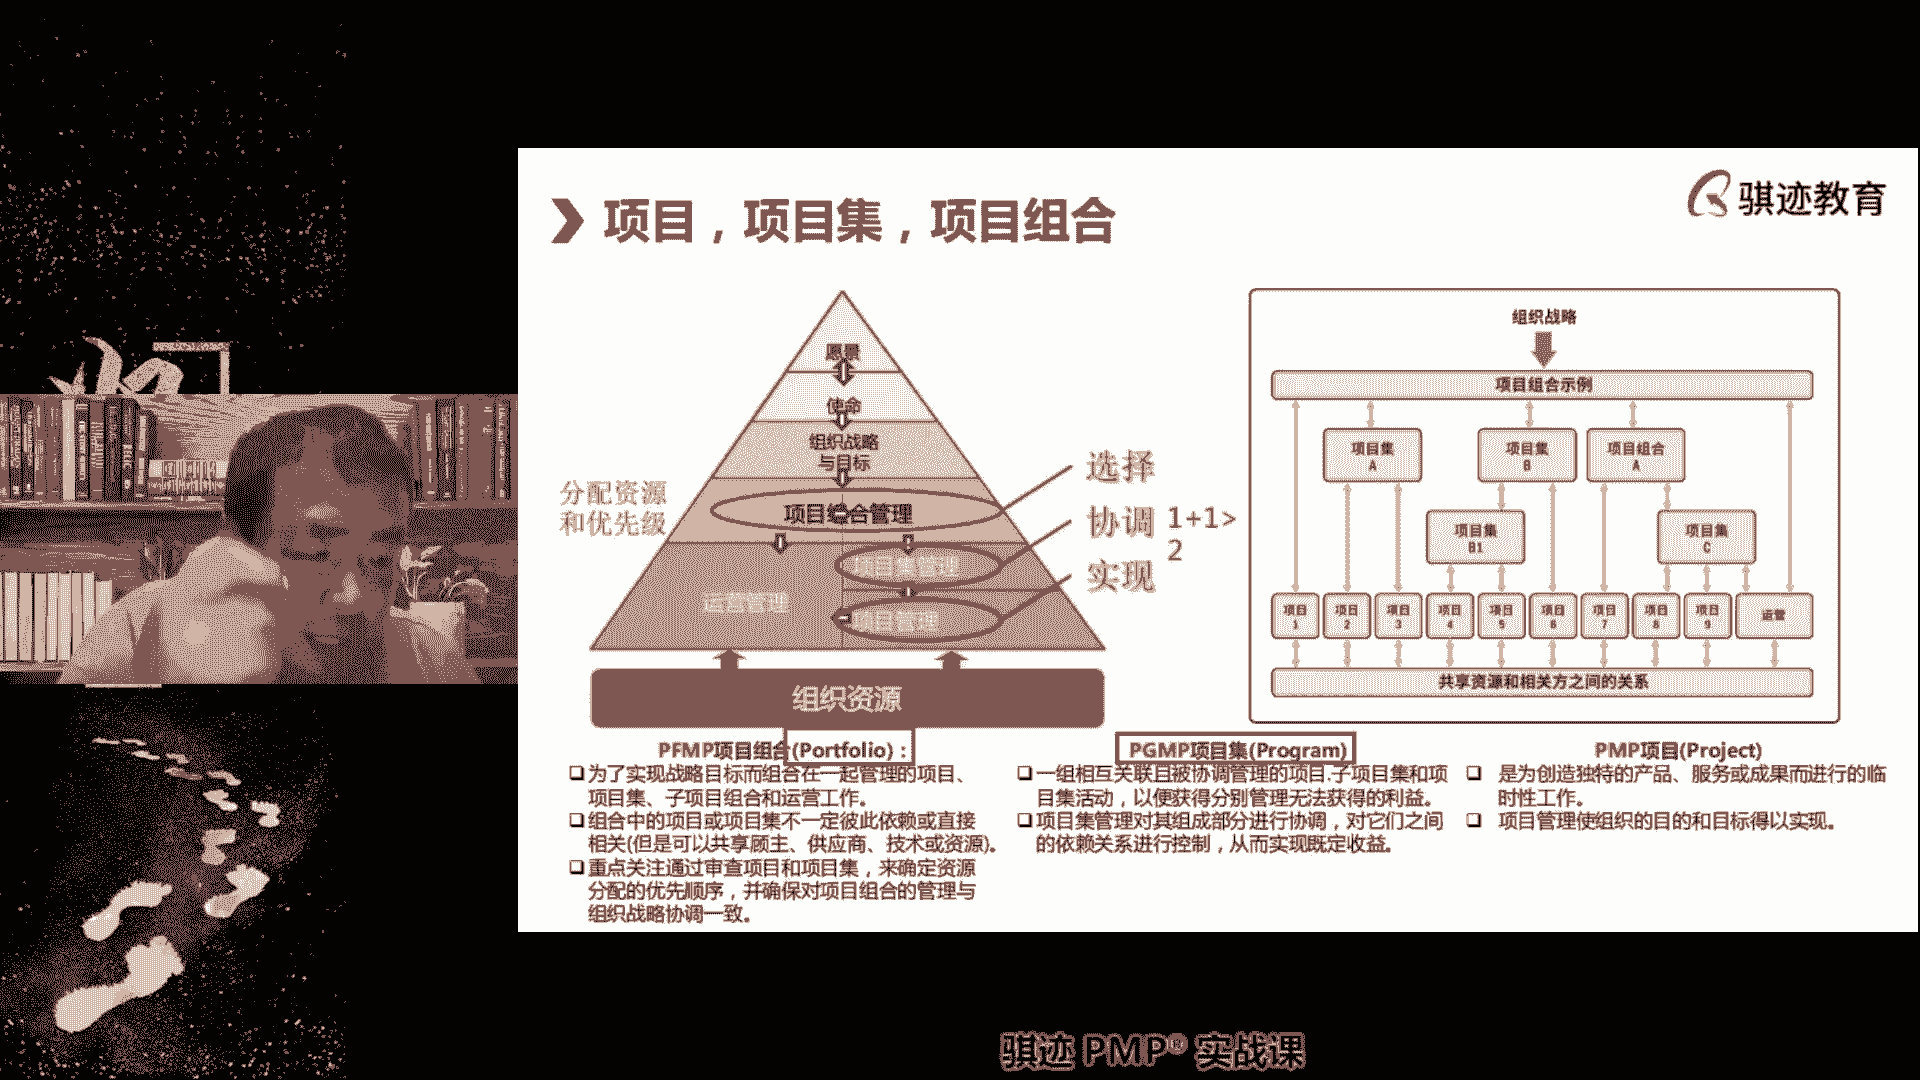 骐迹教育
项目，项目集，项目组合
愿景
使命
组织战略
与目标
项目组合管理
项目集管理
运营管理
项目管理
组织资源
分配资源
和优先级
选择
协调
实现
1+1>
2
组织战略
项目组合示例
项目集
A
项目集
B
项目组合
A
项目集
B1
项目集
C
项目
1
项目
2
项目
3
项目
4
项目
5
项目
6
项目
7
项目
8
项目
9
运营
共享资源和相关方之间的关系
PFMP项目组合(Portfolio)：
为了实现战略目标而组合在一起管理的项目、
项目集、子项目组合和运营工作。
组合中的项目或项目集不一定彼此依赖或直接
相关(但是可以共享顾主、供应商、技术或资源)。
重点关注通过审查项目和项目集，来确定资源
分配的优先顺序，并确保对项目组合的管理与
组织战略协调一致。
PGMP项目集(Program)
一组相互关联且被协调管理的项目.子项目集和项
目集活动，以便获得分别管理无法获得的利益。
项目集管理对其组成部分进行协调，对它们之间
的依赖关系进行控制，从而实现既定收益。
PMP项目(Project)
是为创造独特的产品、服务或成果而进行的临
时性工作。
项目管理使组织的目的和目标得以实现。
骐迹 PMP® 实战课